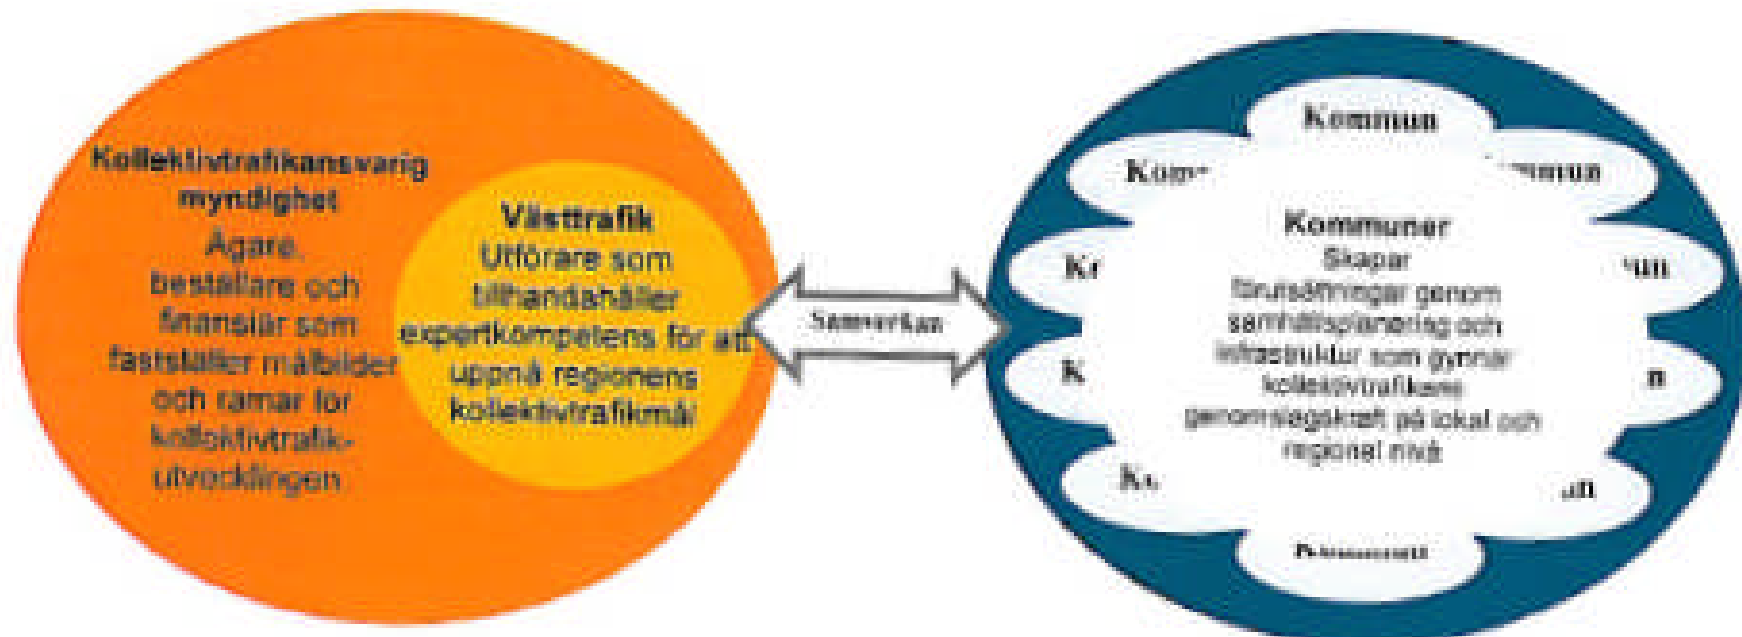 Kollektivtrafikansvarig
myndighet
Ägare,
beställare och
finansiär som
fastställer målbilder
och ramar för
kollektivtrafik-
utvecklingen
Västtrafik
Utförare som
tillhandahåller
expertkompetens för att
uppnå regionens
kollektivtrafikmål
Samverkan
Kommun
Kommuner
Skapar
förutsättningar genom
samhällsplanering och
infrastruktur som gynnar
kollektivtrafikens
genomslagskraft på lokal och
regional nivå